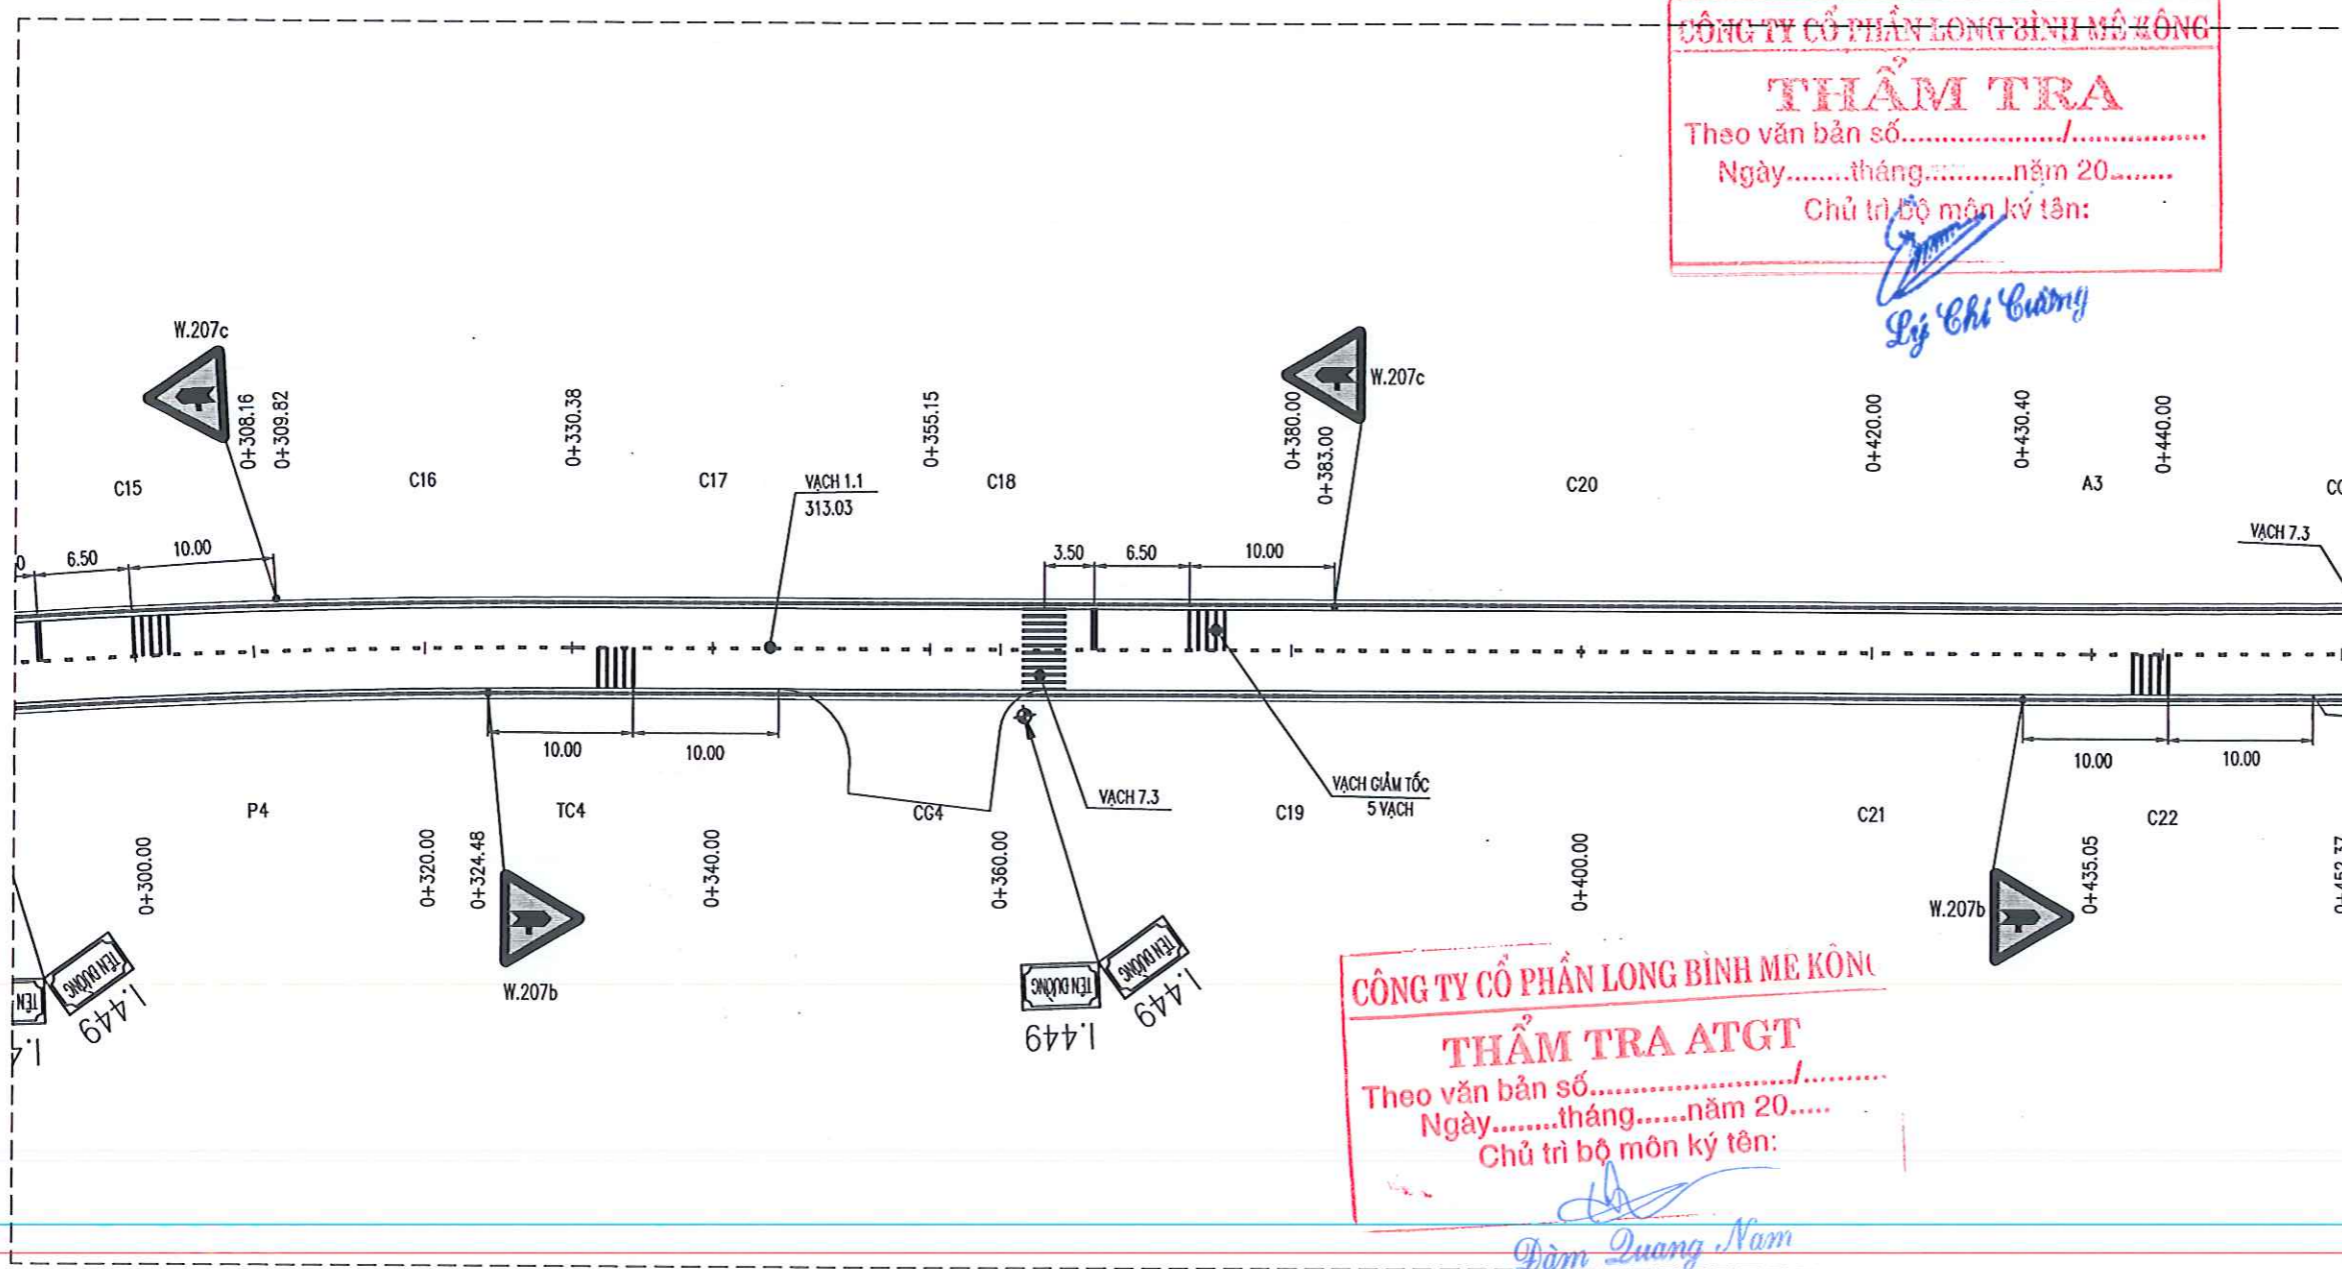 CÔNG TY CỔ PHẦN LONG BÌNH MÊ KÔNG
THẨM TRA
Theo văn bản số..................../.................
Ngày........tháng...........năm 20........
Chủ trì bộ môn ký tên:
Lý Chí Cường
W.207c
0+308.16
0+309.82
0+330.38
0+355.15
0+380.00
0+383.00
W.207c
0+420.00
0+430.40
0+440.00
C15
C16
C17
VẠCH 1.1
313.03
C18
C20
A3
VẠCH 7.3
0
6.50
10.00
3.50
6.50
10.00
10.00
10.00
10.00
10.00
P4
TC4
CG4
VẠCH 7.3
C19
VẠCH GIẢM TỐC
5 VẠCH
C21
C22
0+300.00
0+320.00
0+324.48
0+340.00
0+360.00
0+400.00
0+435.05
W.207b
W.207b
TÊN
TÊN ĐƯỜNG
I.449
TÊN ĐƯỜNG
I.449
TÊN ĐƯỜNG
I.449
CÔNG TY CỔ PHẦN LONG BÌNH MÊ KÔNG
THẨM TRA ATGT
Theo văn bản số......................../..........
Ngày........tháng......năm 20.....
Chủ trì bộ môn ký tên:
Đàm Quang Nam